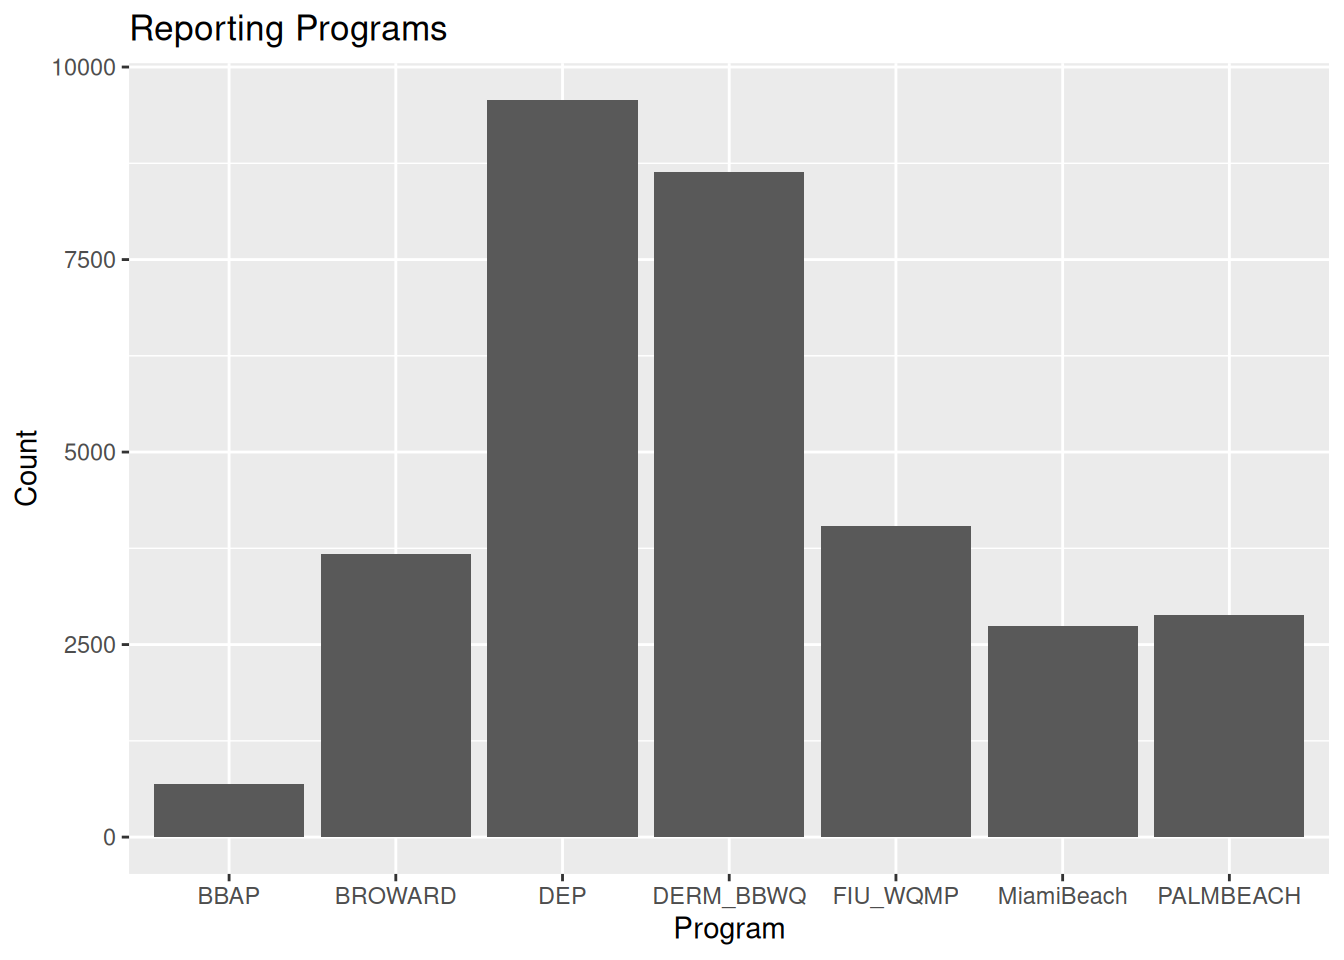 Reporting Programs
10000
7500
5000
2500
0
Count
BBAP BROWARD DEP DERM_BBWQ FIU_WQMP MiamiBeach PALMBEACH
Program